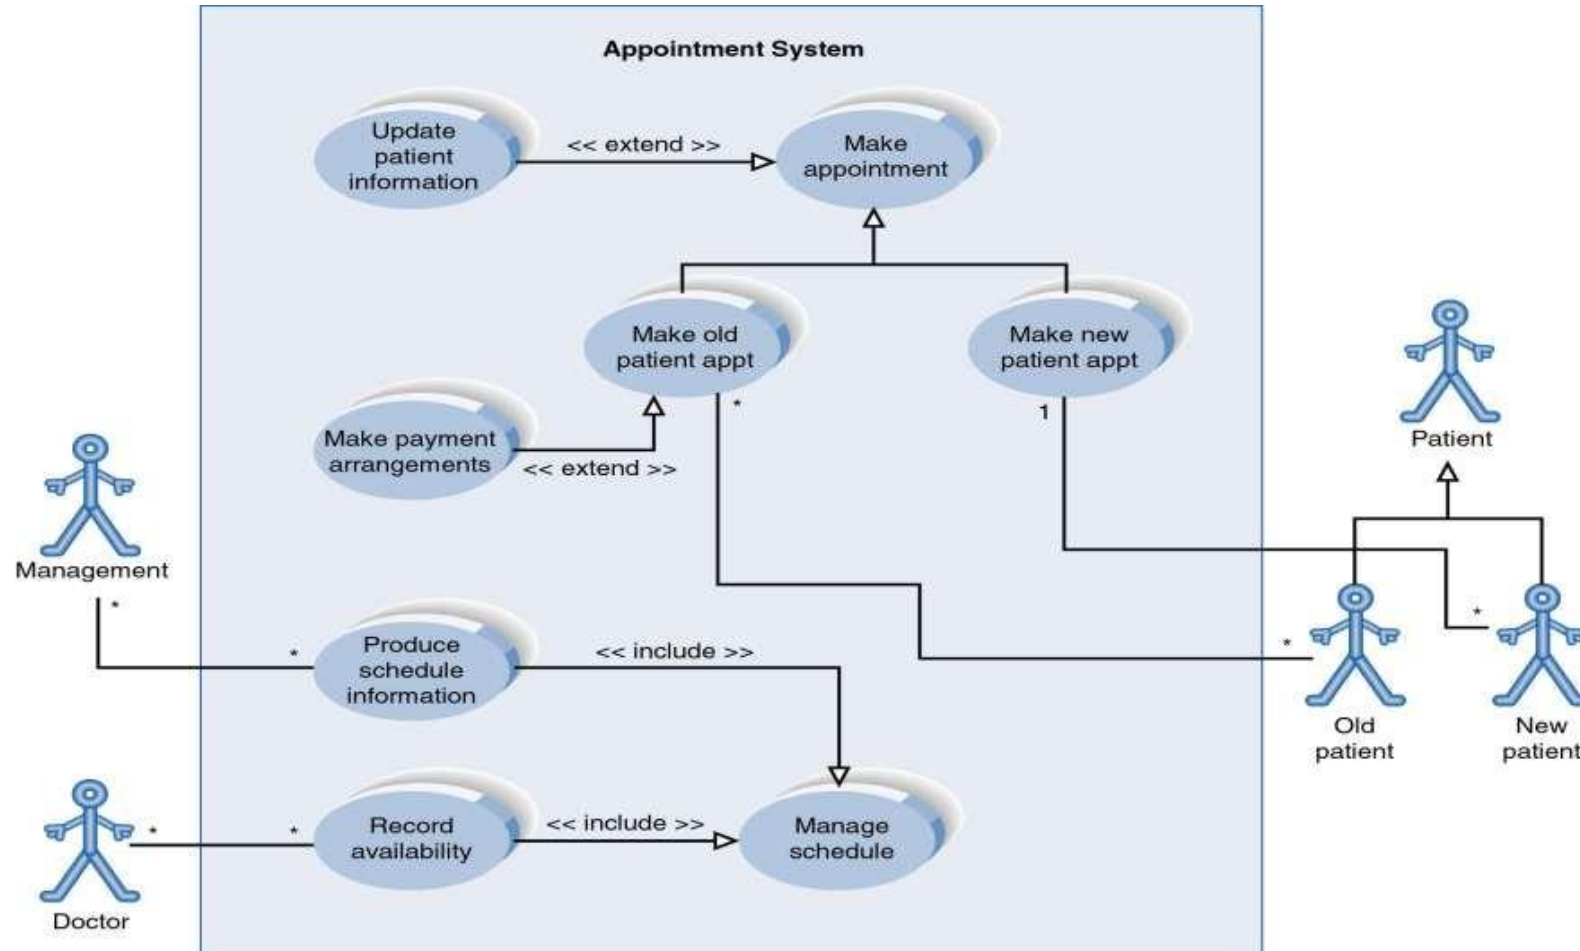 Appointment System
Update
patient
information
<< extend >>
Make
appointment
Make old
patient appt
Make new
patient appt
*
1
Make payment
arrangements
<< extend >>
Patient
Management
*
*
Produce
schedule
information
<< include >>
*
*
Old
patient
New
patient
Doctor
*
*
Record
availability
<< include >>
Manage
schedule